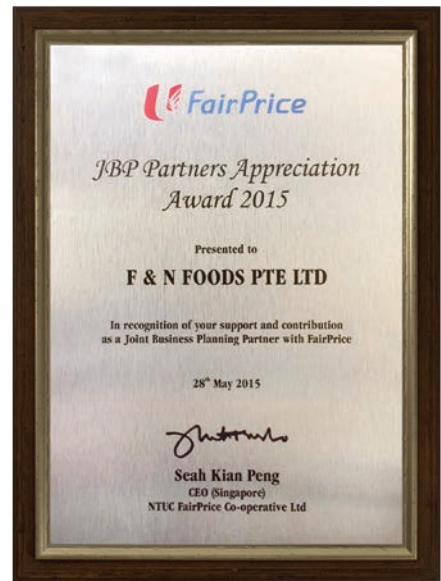 FairPrice
JBP Partners Appreciation
Award 2015
Presented to
F & N FOODS PTE LTD
In recognition of your support and contribution
as a Joint Business Planning Partner with FairPrice
28th May 2015
Seah Kian Peng
CEO (Singapore)
NTUC FairPrice Co-operative Ltd